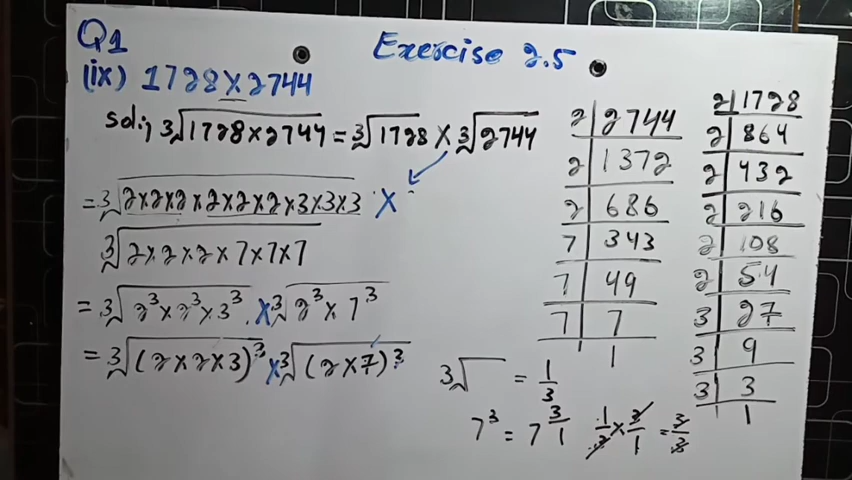 Q1
Exercise 2.5
(ix) 1728 × 2744
sol:, ∛1728×2744 = ∛1728 × ∛2744
= ∛2×2×2×2×2×2×3×3×3 ×
∛2×2×2×7×7×7
= ∛2³×2³×3³ × ∛2³×7³
= ∛(2×2×3)³ × ∛(2×7)³
∛ = 1/3
7³ = 7^3/1 1/3 × 3/1 = 3/3
2 | 2744
2 | 1372
2 | 686
7 | 343
7 | 49
7 | 7
1
2 | 1728
2 | 864
2 | 432
2 | 216
2 | 108
2 | 54
3 | 27
3 | 9
3 | 3
1